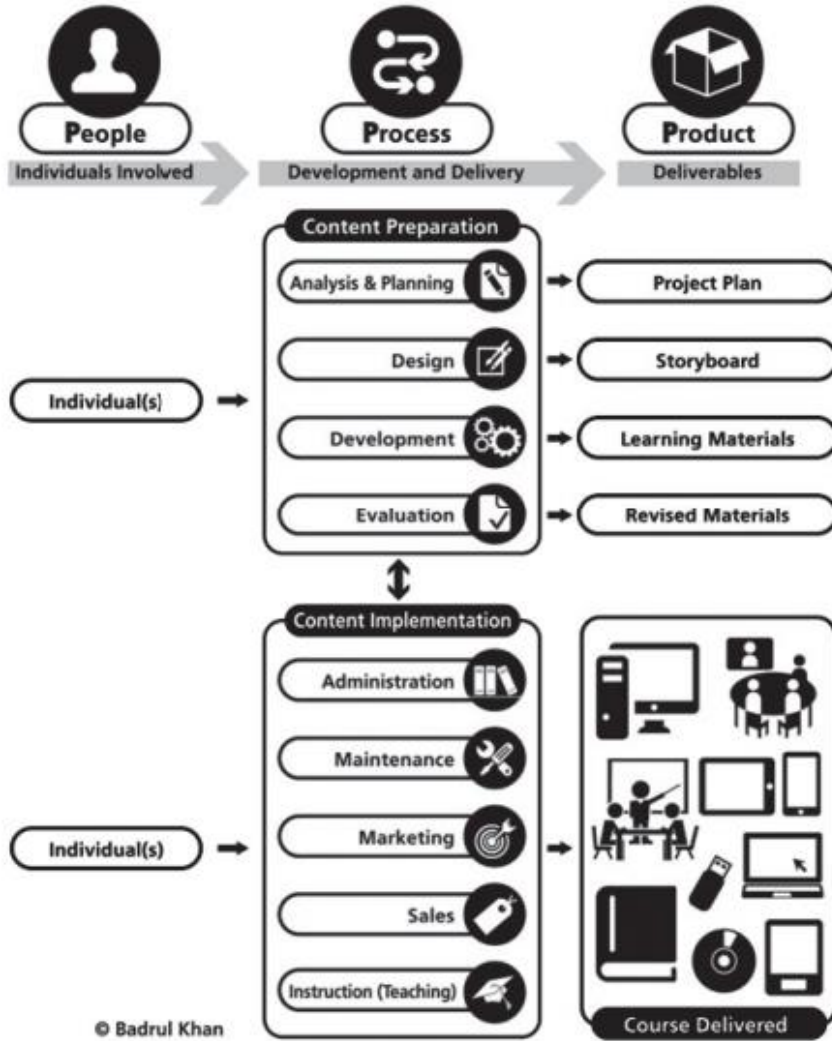 People
Process
Product
Individuals Involved
Development and Delivery
Deliverables
Content Preparation
Analysis & Planning
Project Plan
Design
Storyboard
Individual(s)
Development
Learning Materials
Evaluation
Revised Materials
Content Implementation
Administration
Maintenance
Individual(s)
Marketing
Sales
Instruction (Teaching)
© Badrul Khan
Course Delivered